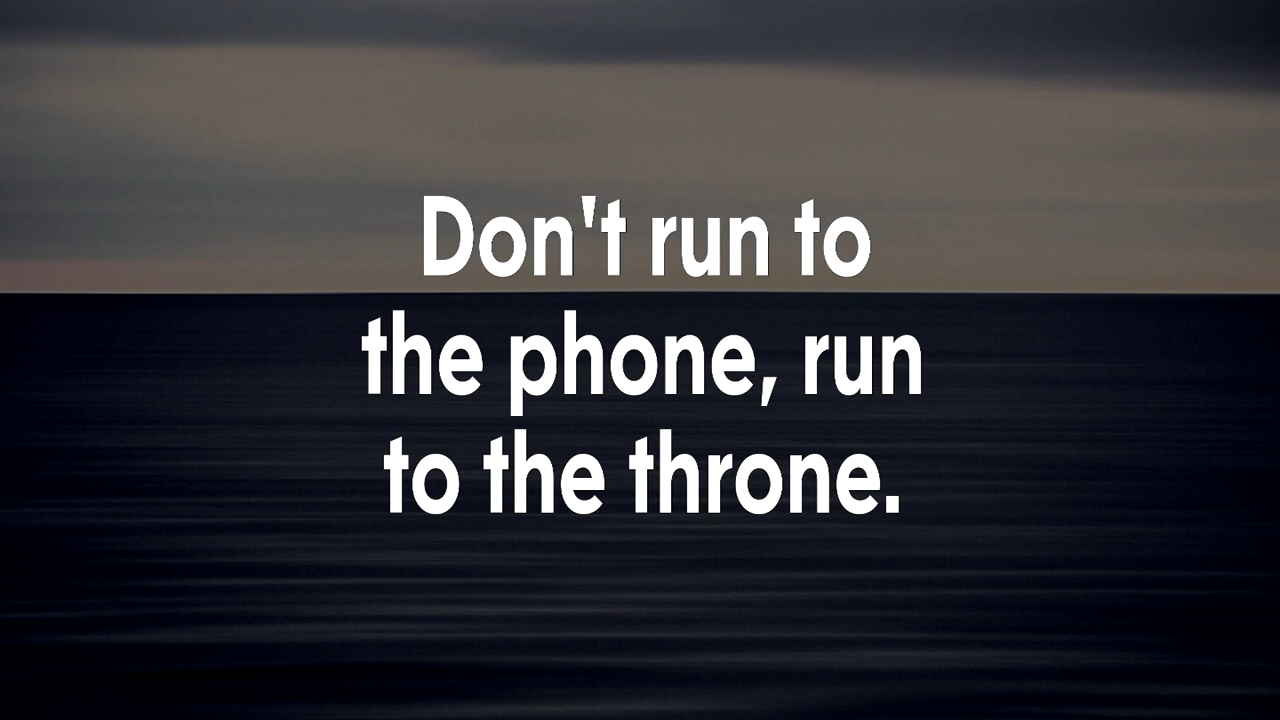 Don't run to
the phone, run
to the throne.